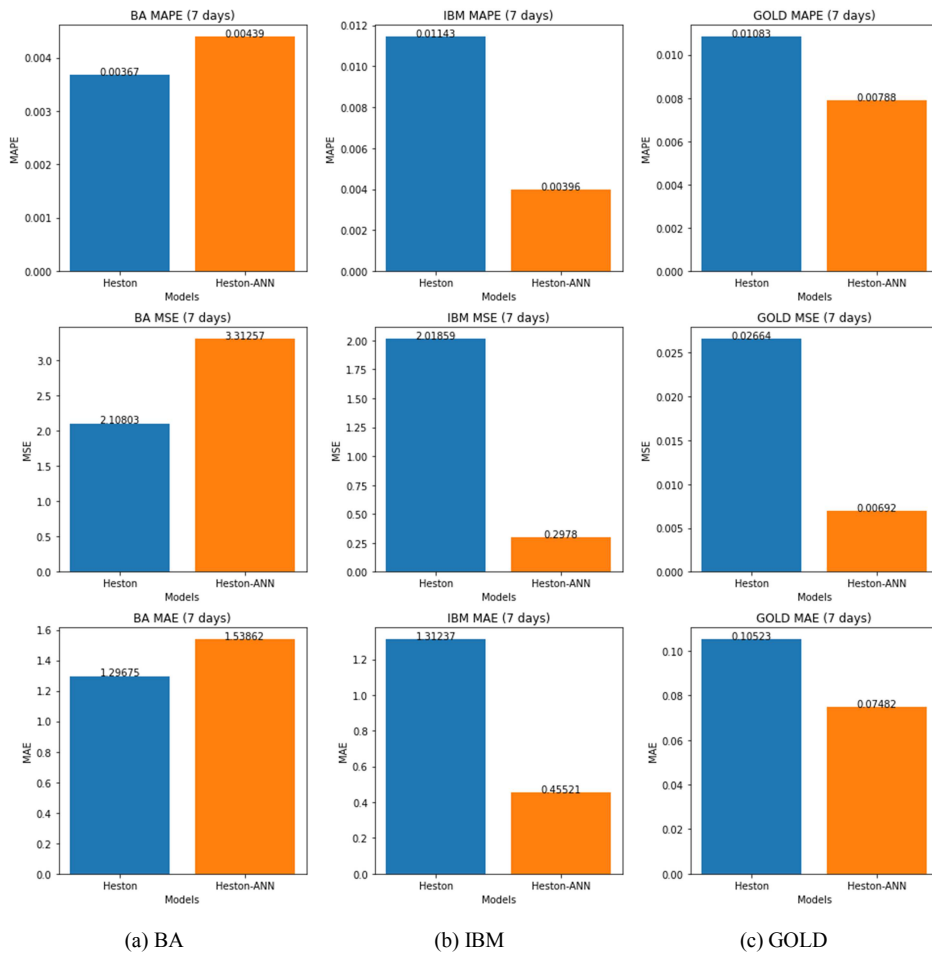 BA MAPE (7 days)
0.00439
0.004
0.00367
0.003
MAPE
0.002
0.001
0.000
Heston
Heston-ANN
Models
IBM MAPE (7 days)
0.012
0.01143
0.010
0.008
MAPE
0.006
0.004
0.00396
0.002
0.000
Heston
Heston-ANN
Models
GOLD MAPE (7 days)
0.01083
0.010
0.008
0.00788
MAPE
0.006
0.004
0.002
0.000
Heston
Heston-ANN
Models
BA MSE (7 days)
3.31257
3.0
2.5
2.10803
2.0
MSE
1.5
1.0
0.5
0.0
Heston
Heston-ANN
Models
IBM MSE (7 days)
2.01859
2.00
1.75
1.50
1.25
MSE
1.00
0.75
0.50
0.2978
0.25
0.00
Heston
Heston-ANN
Models
GOLD MSE (7 days)
0.02664
0.025
0.020
0.015
MSE
0.010
0.00692
0.005
0.000
Heston
Heston-ANN
Models
BA MAE (7 days)
1.6
1.53862
1.4
1.29675
1.2
1.0
MAE
0.8
0.6
0.4
0.2
0.0
Heston
Heston-ANN
Models
IBM MAE (7 days)
1.31237
1.2
1.0
0.8
MAE
0.6
0.45521
0.4
0.2
0.0
Heston
Heston-ANN
Models
GOLD MAE (7 days)
0.10523
0.10
0.08
0.07482
MAE
0.06
0.04
0.02
0.00
Heston
Heston-ANN
Models
(a) BA
(b) IBM
(c) GOLD